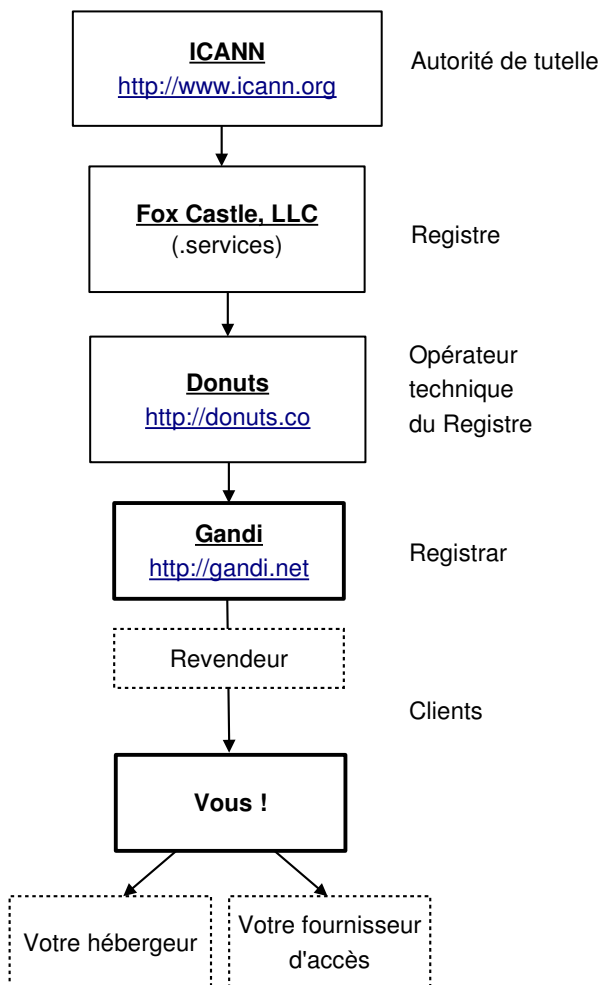 ICANN
http://www.icann.org
Autorité de tutelle
Fox Castle, LLC
(.services)
Registre
Donuts
http://donuts.co
Opérateur
technique
du Registre
Gandi
http://gandi.net
Registrar
Revendeur
Clients
Vous !
Votre hébergeur
Votre fournisseur
d'accès